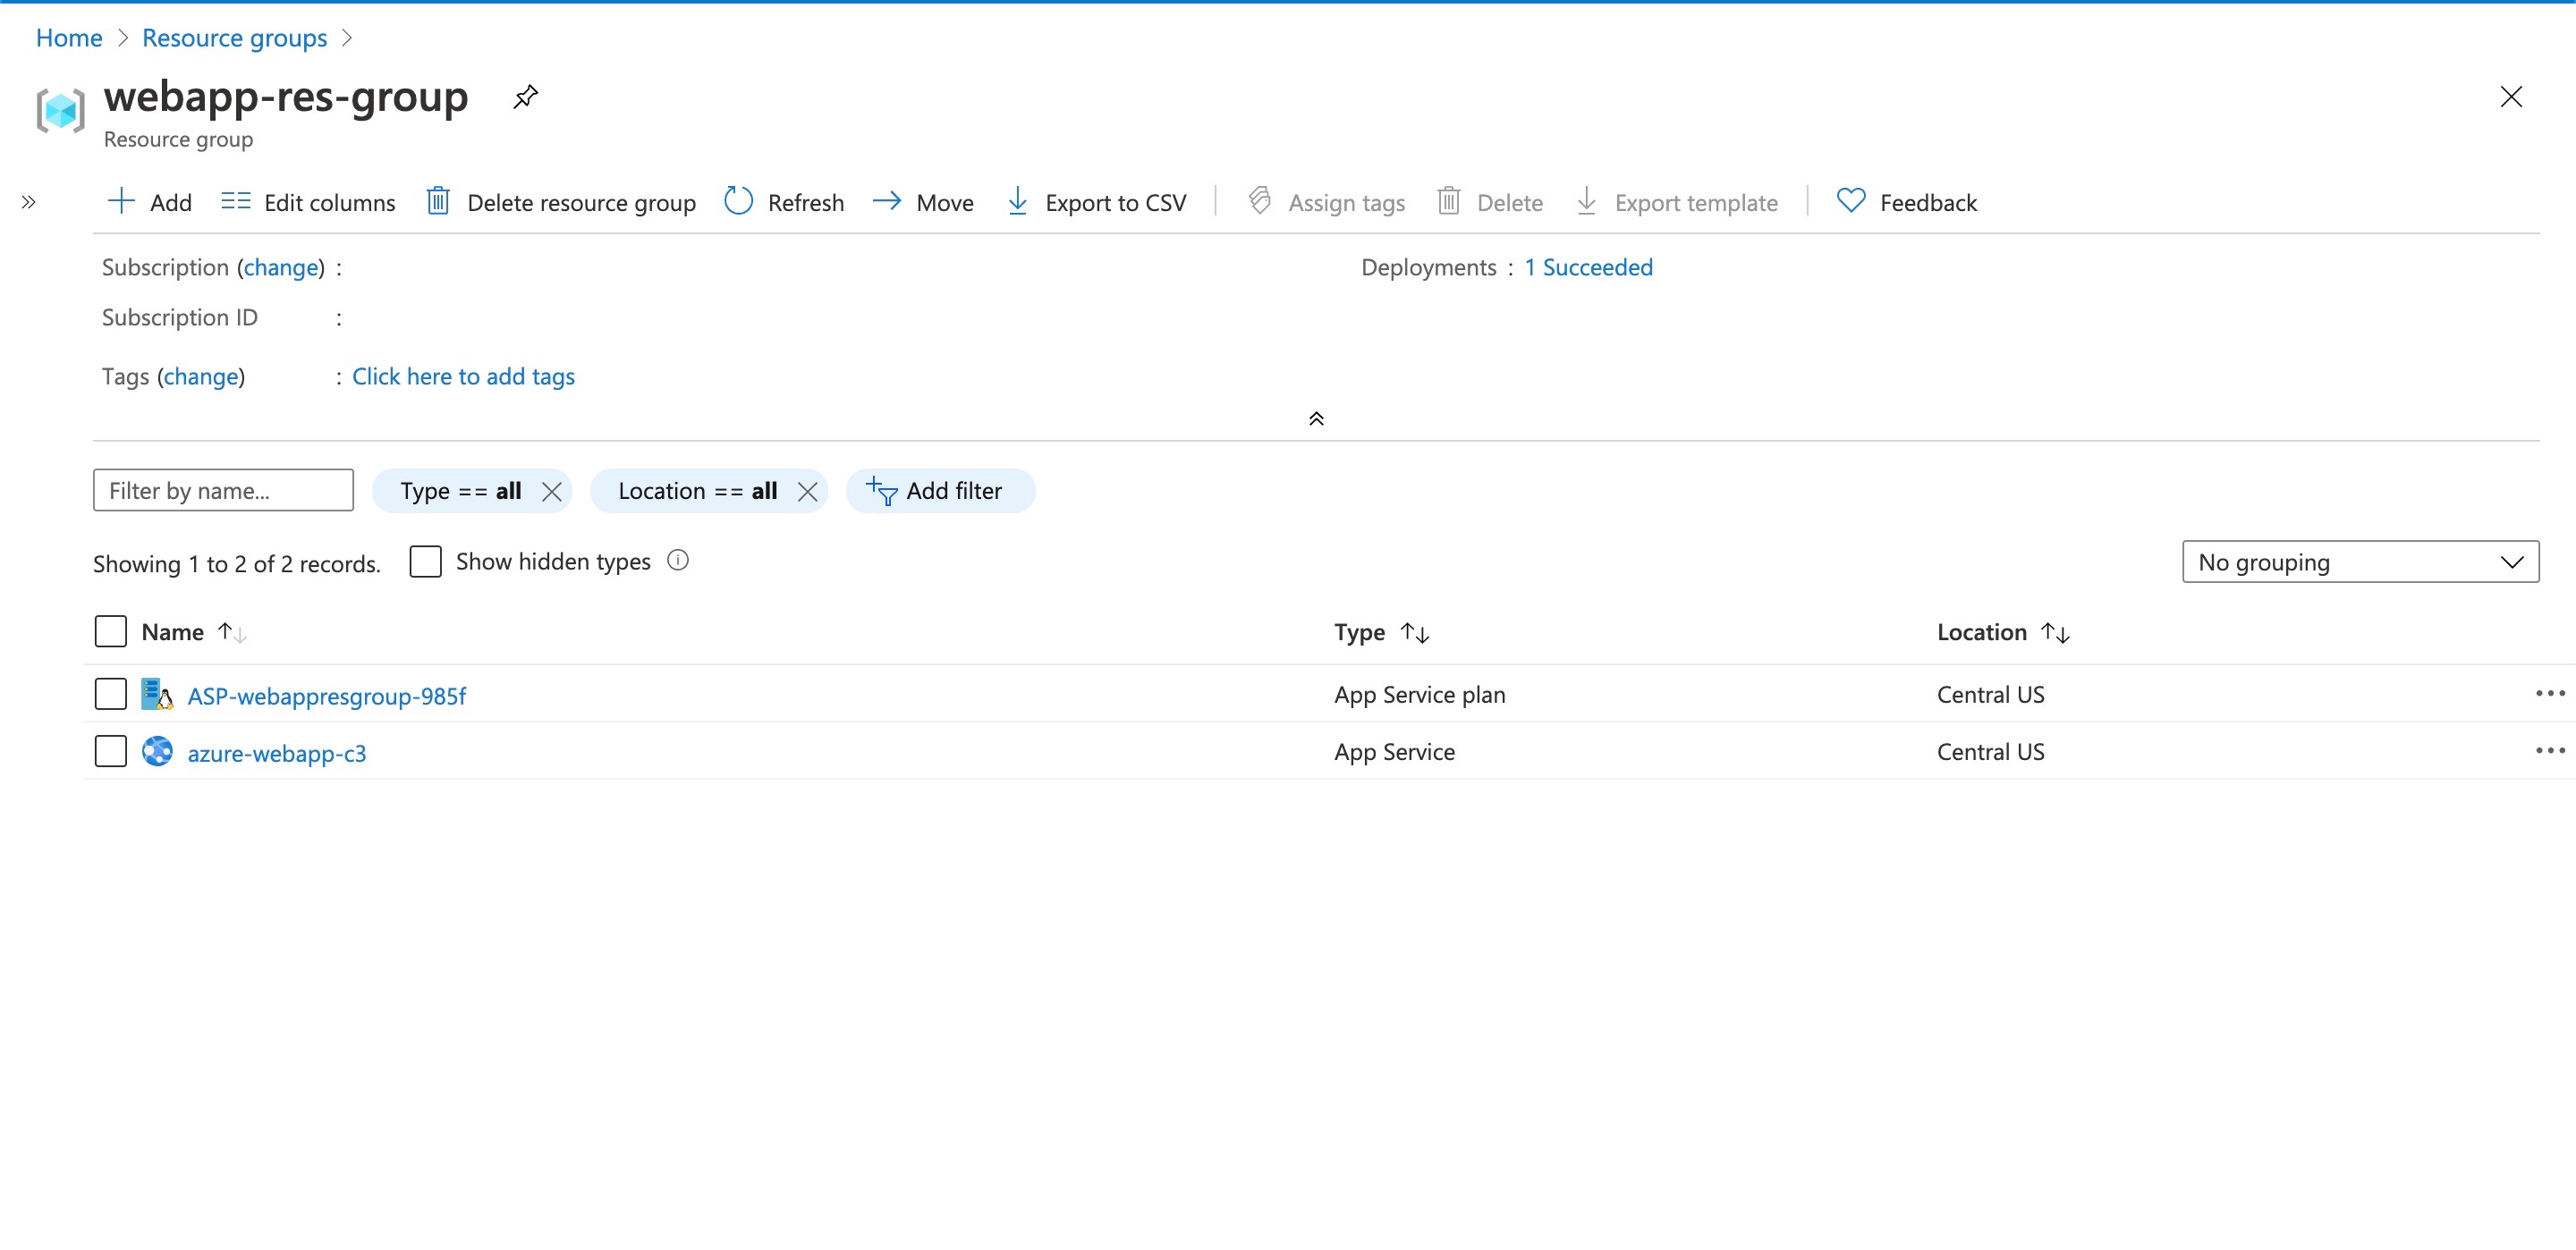 Home > Resource groups >
webapp-res-group
Resource group
Add Edit columns Delete resource group Refresh Move Export to CSV Assign tags Delete Export template Feedback
Subscription (change) : Deployments : 1 Succeeded
Subscription ID :
Tags (change) : Click here to add tags
Filter by name... Type == all Location == all Add filter
Showing 1 to 2 of 2 records. Show hidden types No grouping
Name Type Location
ASP-webappresgroup-985f App Service plan Central US
azure-webapp-c3 App Service Central US